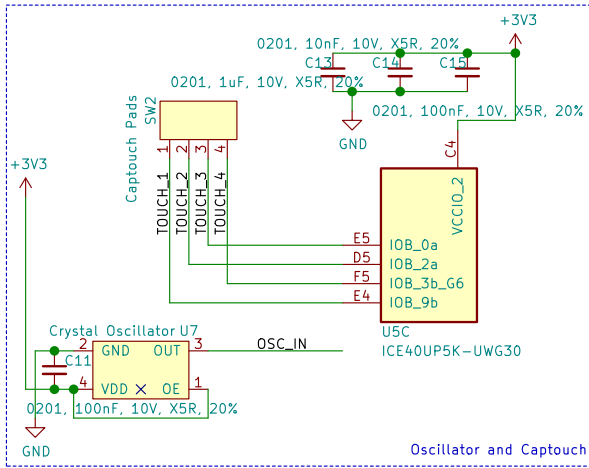 +3V3
0201, 10nF, 10V, X5R, 20%
C13
C14
C15
0201, 1uF, 10V, X5R, 20%
0201, 100nF, 10V, X5R, 20%
GND
Captouch Pads
SW2
1
2
3
4
TOUCH_1
TOUCH_2
TOUCH_3
TOUCH_4
C4
VCCIO_2
+3V3
E5
IOB_0a
D5
IOB_2a
F5
IOB_3b_G6
E4
IOB_9b
U5C
ICE40UP5K-UWG30
Crystal Oscillator U7
2
GND
OUT
3
OSC_IN
C11
4
VDD
OE
1
0201, 100nF, 10V, X5R, 20%
GND
Oscillator and Captouch